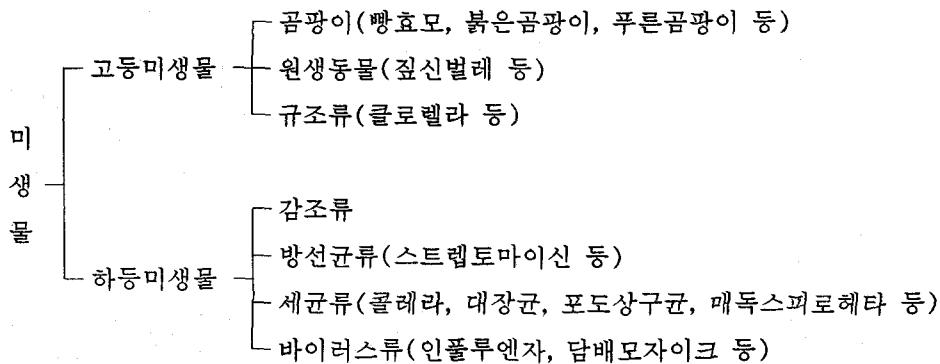 미생물
고등미생물
곰팡이(빵효모, 붉은곰팡이, 푸른곰팡이 등)
원생동물(짚신벌레 등)
규조류(클로렐라 등)
하등미생물
감조류
방선균류(스트렙토마이신 등)
세균류(콜레라, 대장균, 포도상구균, 매독스피로헤타 등)
바이러스류(인플루엔자, 담배모자이크 등)